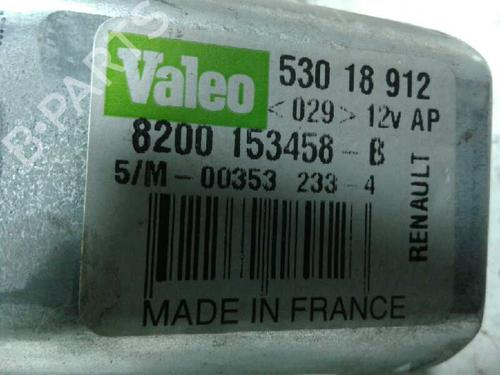 Valeo
530 18 912
<029> 12v AP
8200 153458-B
5/M-00353 233-4
RENAULT
MADE IN FRANCE
B-PARTS